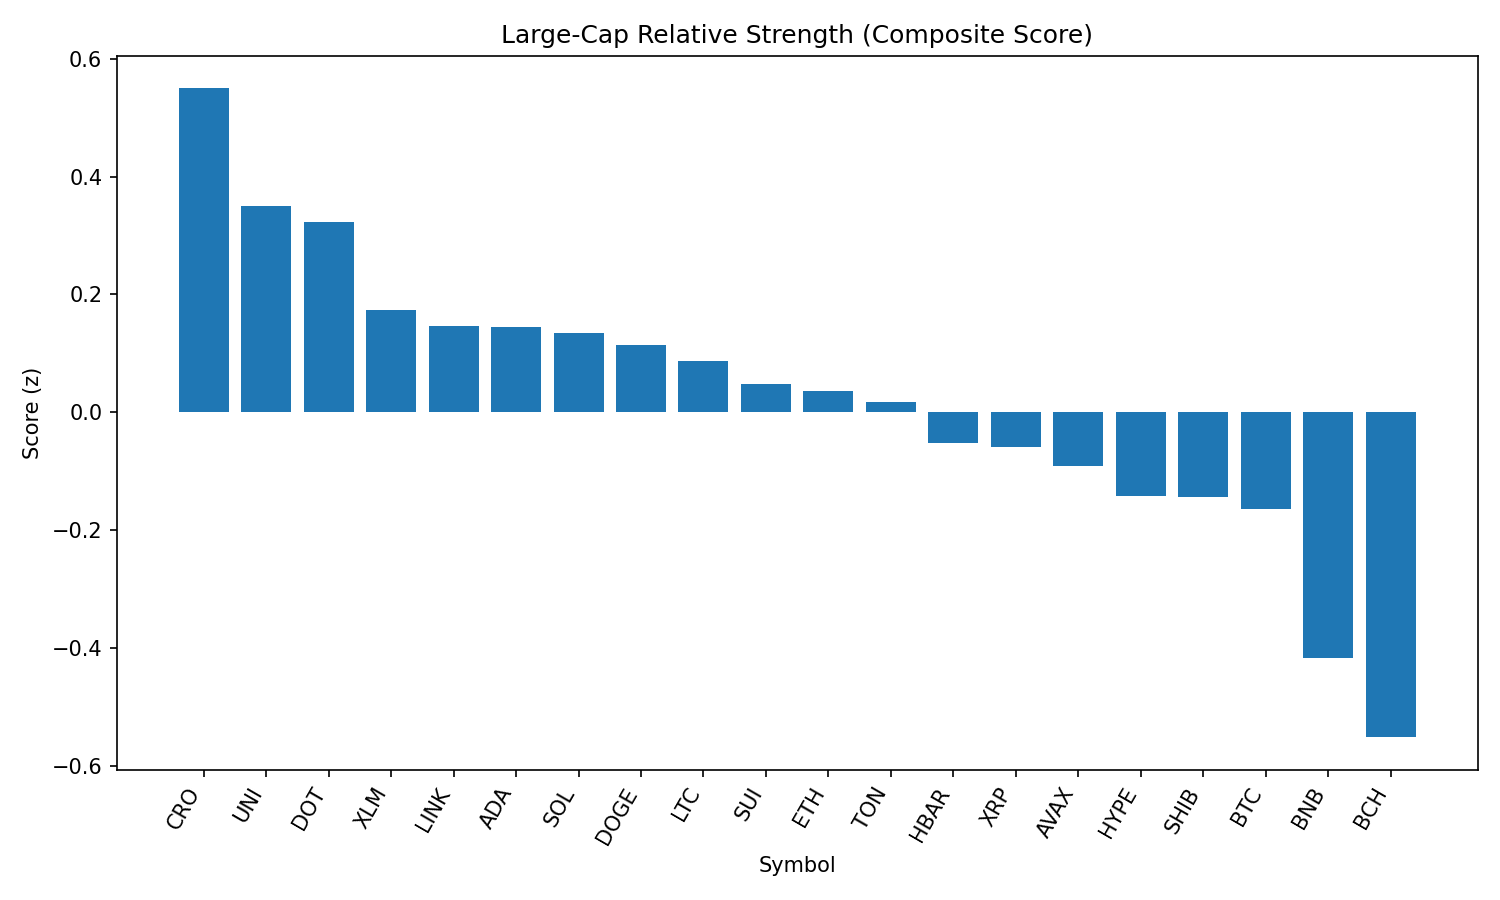 Large-Cap Relative Strength (Composite Score)
0.6
0.4
0.2
0.0
−0.2
−0.4
−0.6
Score (z)
CRO
UNI
DOT
XLM
LINK
ADA
SOL
DOGE
LTC
SUI
ETH
TON
HBAR
XRP
AVAX
HYPE
SHIB
BTC
BNB
BCH
Symbol